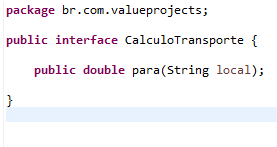 package br.com.valueprojects;
public interface CalculoTransporte {
public double para(String local);
}